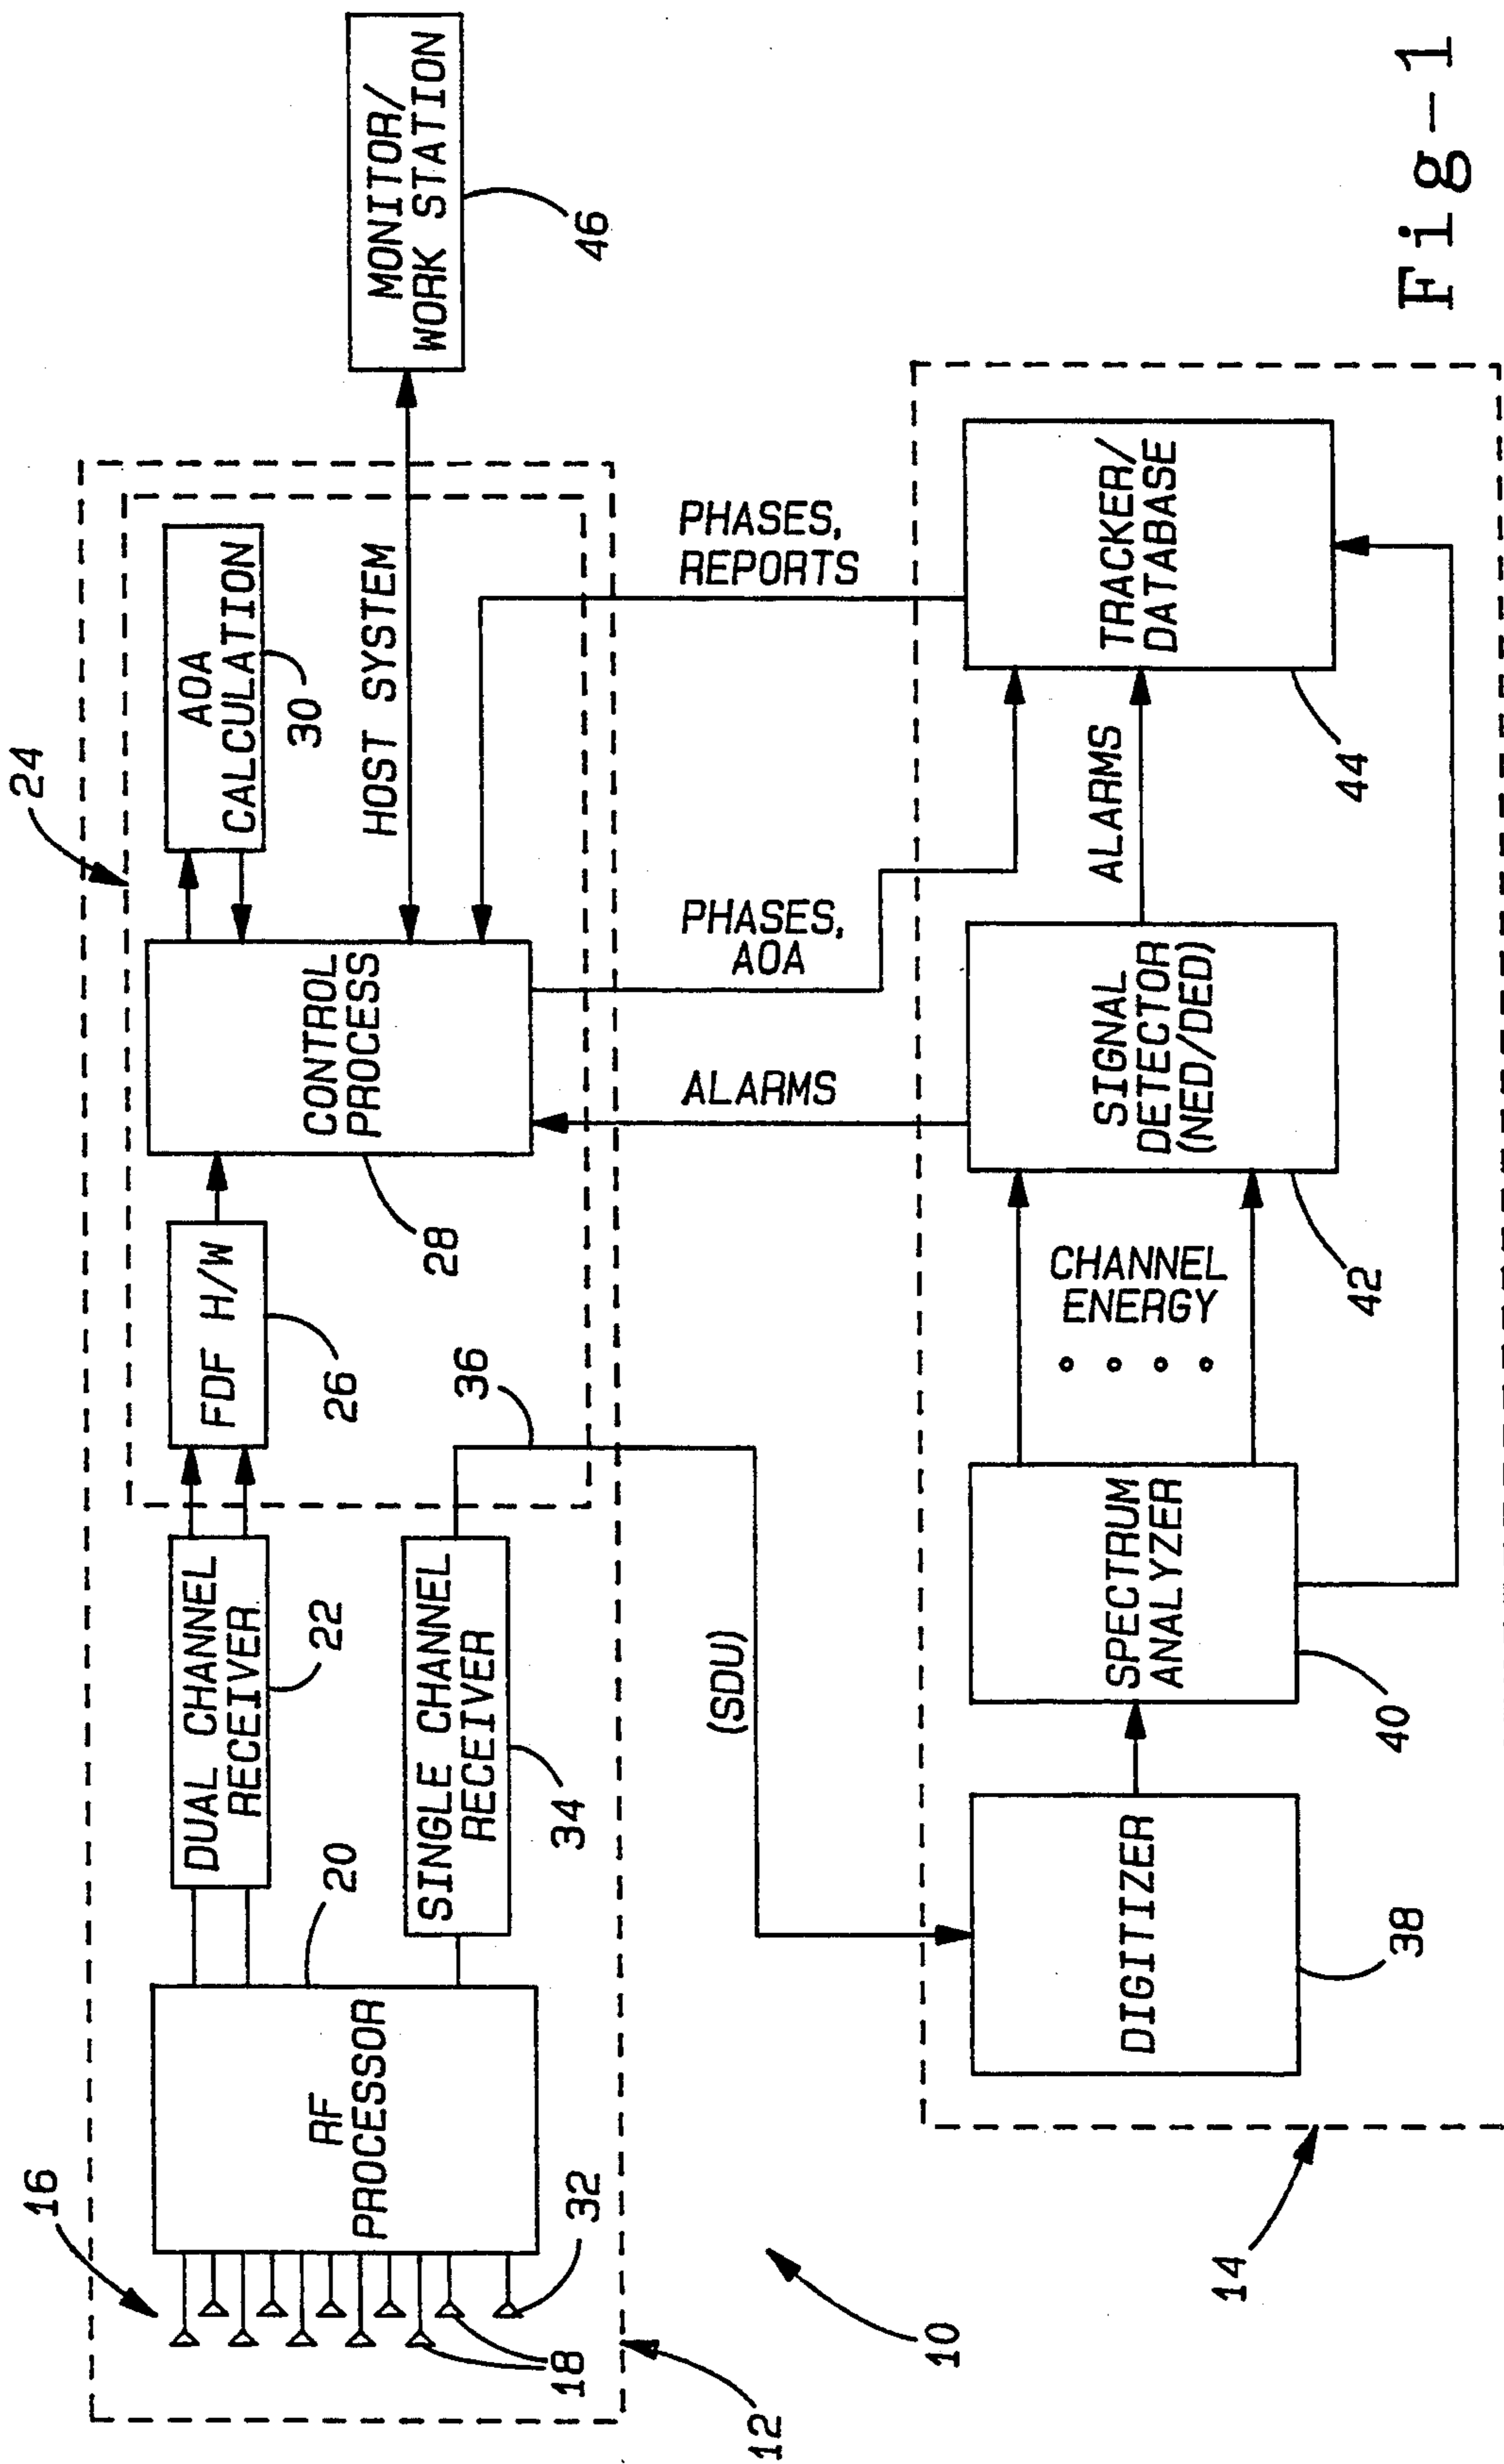 24
16
AOA
CALCULATION
30
DUAL CHANNEL
RECEIVER
22
FDF H/W
26
CONTROL
PROCESS
28
HOST SYSTEM
MONITOR/
WORK STATION
46
RF
PROCESSOR
20
SINGLE CHANNEL
RECEIVER
34
36
18
32
12
10
(SDU)
ALARMS
PHASES,
AOA
PHASES,
REPORTS
DIGITIZER
38
SPECTRUM
ANALYZER
40
CHANNEL
ENERGY
SIGNAL
DETECTOR
(NED/DED)
42
ALARMS
TRACKER/
DATABASE
44
14
Fig-1